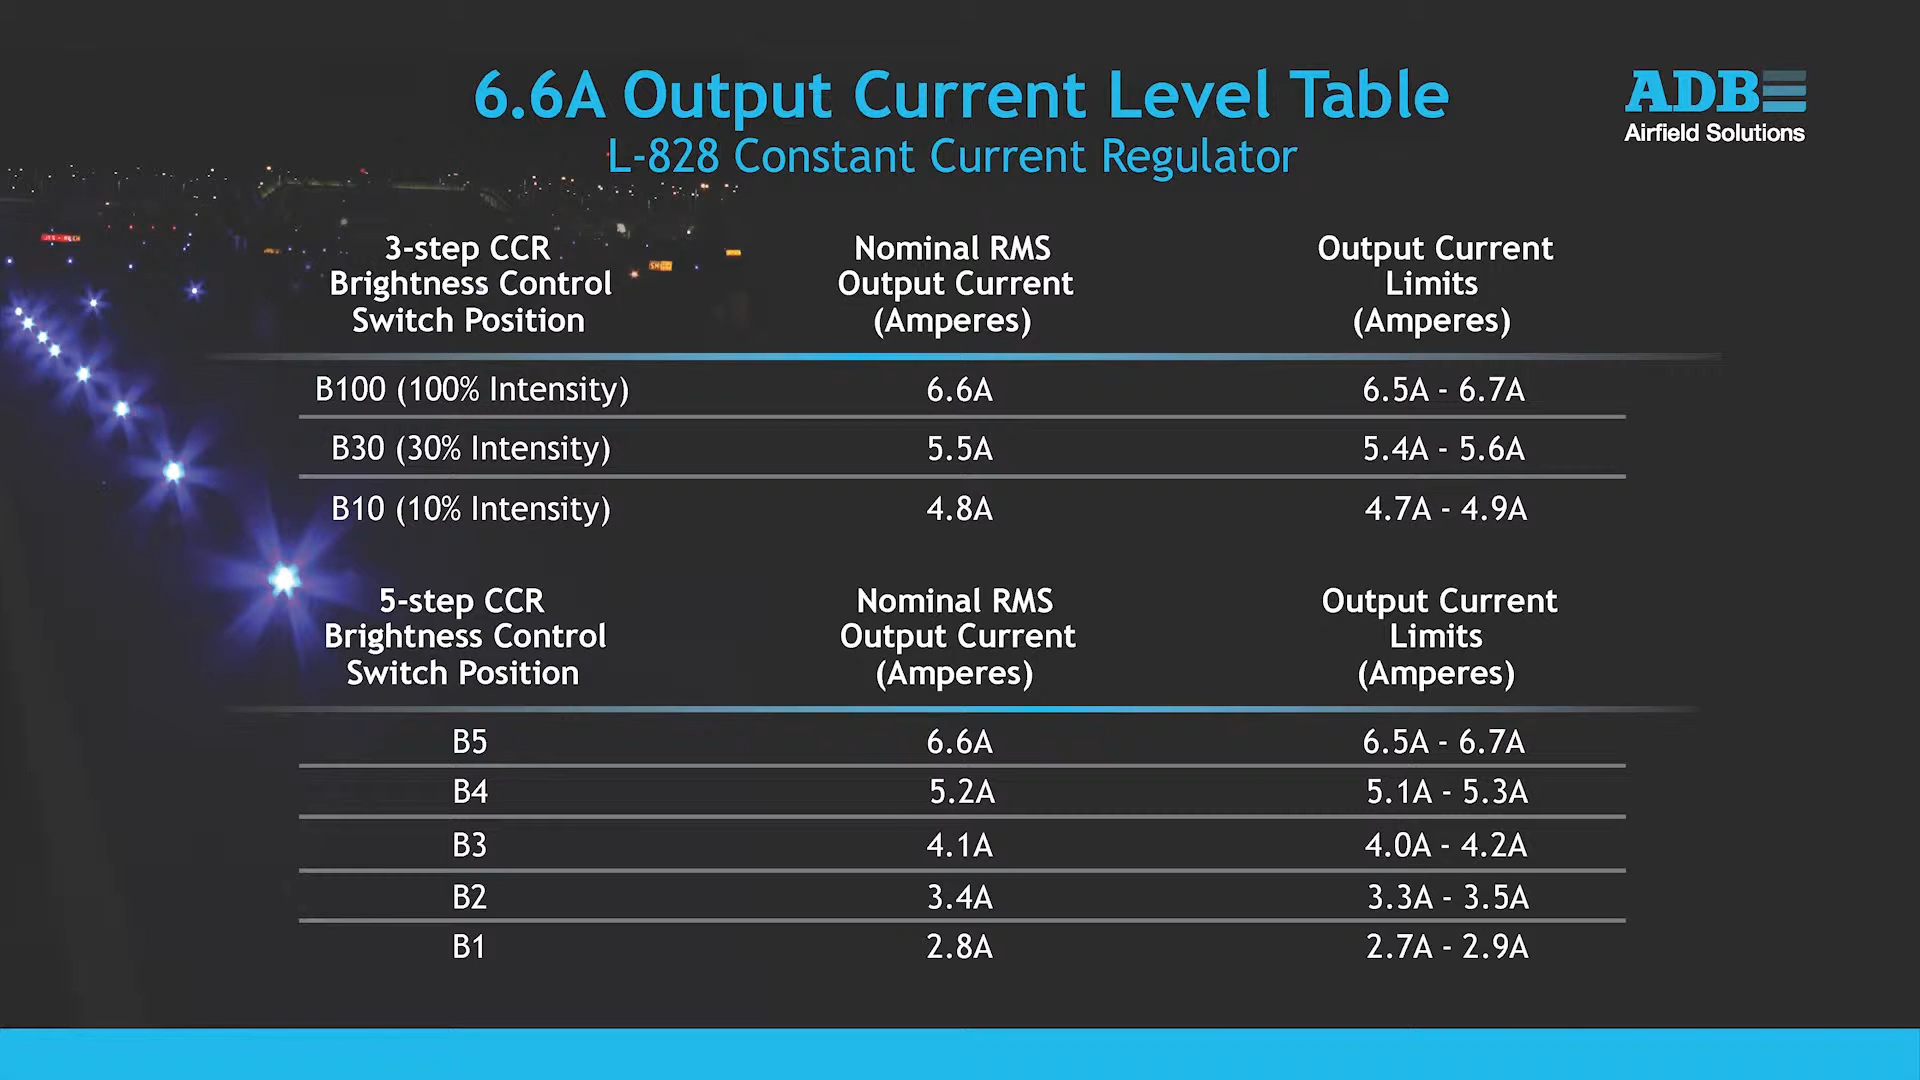 6.6A Output Current Level Table
L-828 Constant Current Regulator
ADB
Airfield Solutions
3-step CCR
Brightness Control
Switch Position
Nominal RMS
Output Current
(Amperes)
Output Current
Limits
(Amperes)
B100 (100% Intensity) 6.6A 6.5A - 6.7A
B30 (30% Intensity) 5.5A 5.4A - 5.6A
B10 (10% Intensity) 4.8A 4.7A - 4.9A
5-step CCR
Brightness Control
Switch Position
Nominal RMS
Output Current
(Amperes)
Output Current
Limits
(Amperes)
B5 6.6A 6.5A - 6.7A
B4 5.2A 5.1A - 5.3A
B3 4.1A 4.0A - 4.2A
B2 3.4A 3.3A - 3.5A
B1 2.8A 2.7A - 2.9A